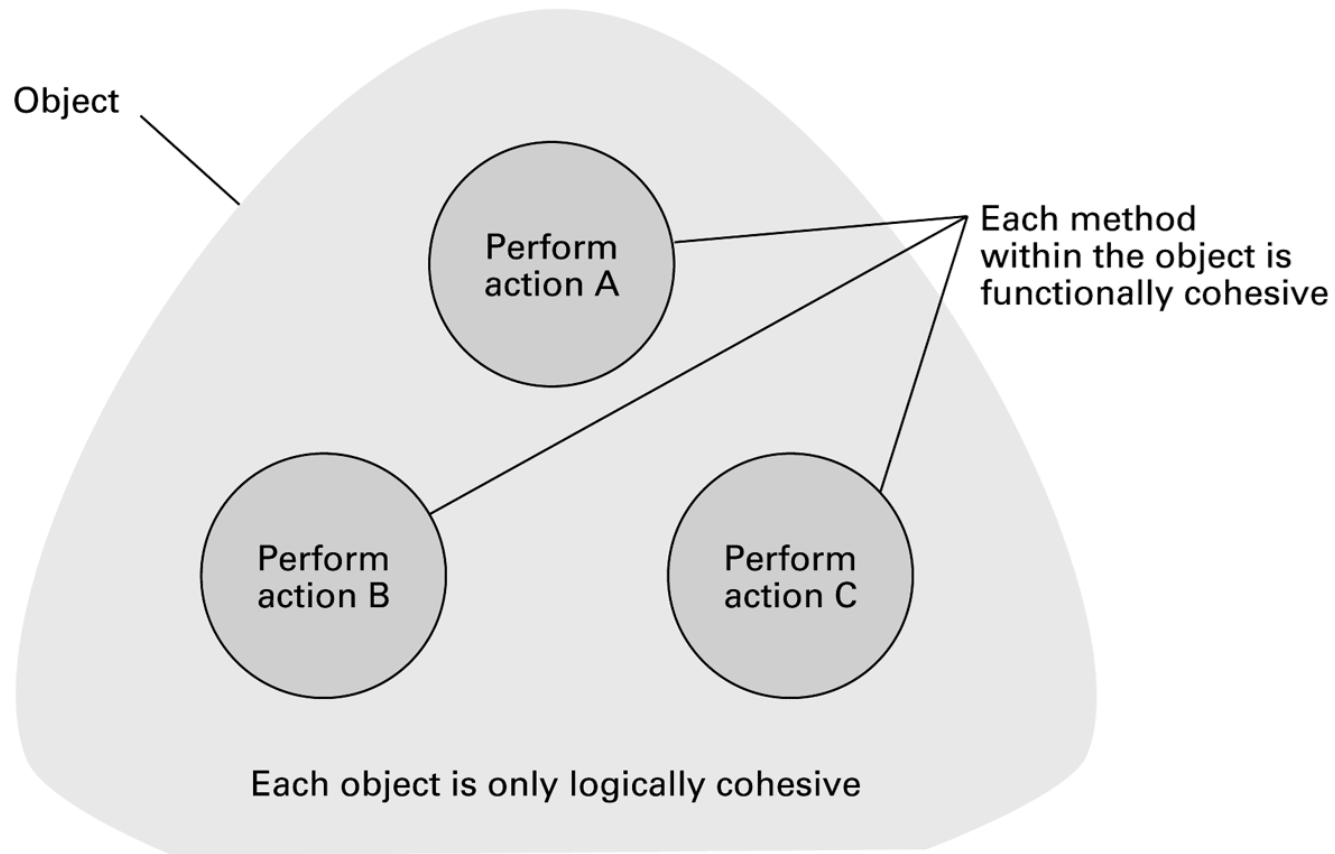 Object
Perform
action A
Each method
within the object is
functionally cohesive
Perform
action B
Perform
action C
Each object is only logically cohesive